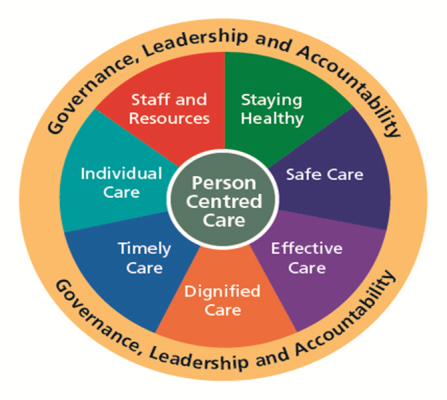 Governance, Leadership and Accountability
Staff and
Resources
Staying
Healthy
Individual
Care
Person
Centred
Care
Safe Care
Timely
Care
Effective
Care
Dignified
Care
Governance, Leadership and Accountability